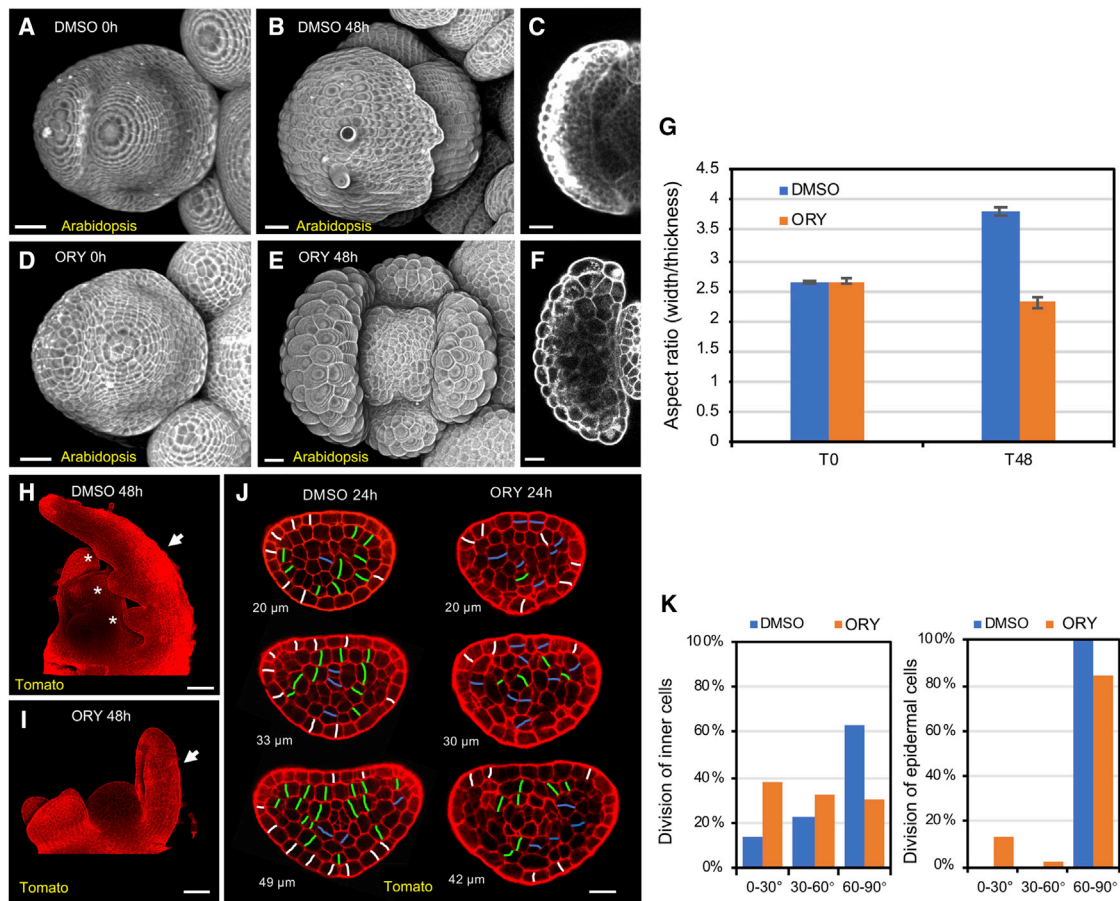 A DMSO 0h
Arabidopsis
B DMSO 48h
Arabidopsis
C
D ORY 0h
Arabidopsis
E ORY 48h
Arabidopsis
F
G
Aspect ratio (width/thickness)
4.5
4
3.5
3
2.5
2
1.5
1
0.5
0
DMSO
ORY
T0 T48
H DMSO 48h
*
*
*
Tomato
I ORY 48h
Tomato
J DMSO 24h ORY 24h
20 μm 20 μm
33 μm 30 μm
49 μm 42 μm
Tomato
K
DMSO ORY
Division of inner cells
100%
80%
60%
40%
20%
0%
0-30° 30-60° 60-90°
DMSO ORY
Division of epidermal cells
100%
80%
60%
40%
20%
0%
0-30° 30-60° 60-90°